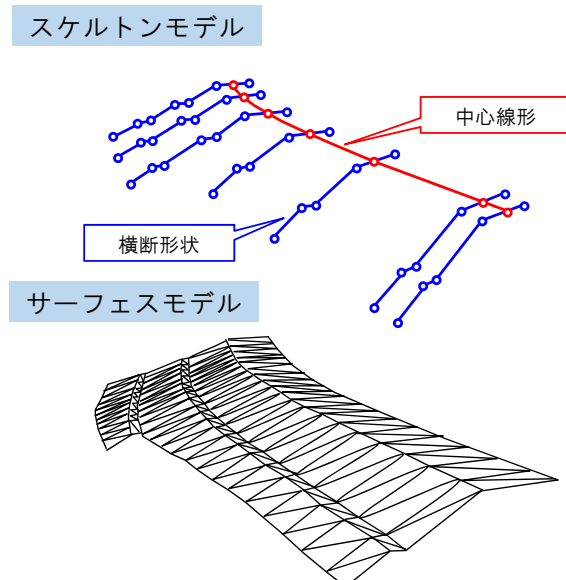 スケルトンモデル
中心線形
横断形状
サーフェスモデル